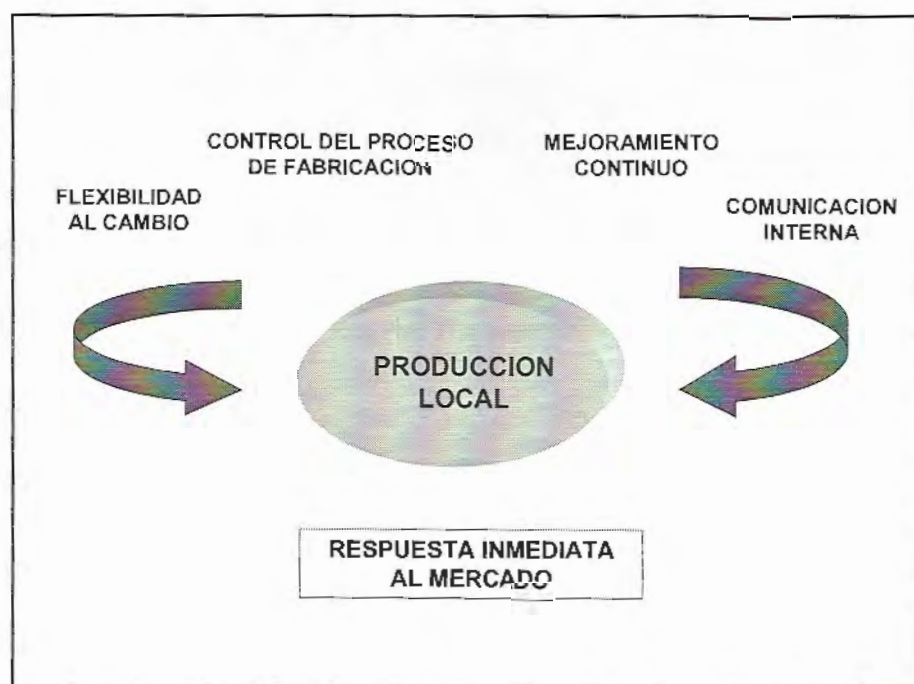 CONTROL DEL PROCESO
DE FABRICACION
MEJORAMIENTO
CONTINUO
FLEXIBILIDAD
AL CAMBIO
COMUNICACION
INTERNA
PRODUCCION
LOCAL
RESPUESTA INMEDIATA
AL MERCADO